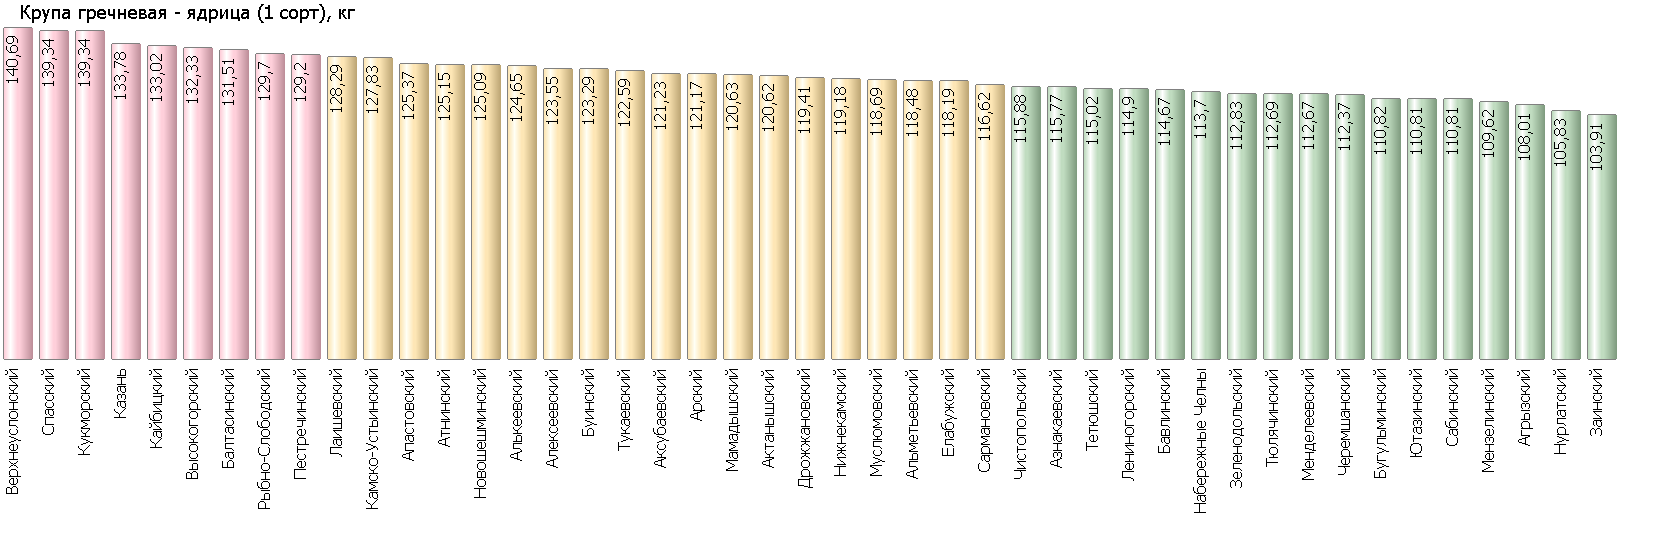 Крупа гречневая - ядрица (1 сорт), кг
140,69
139,34
139,34
133,78
133,02
132,33
131,51
129,7
129,2
128,29
127,83
125,37
125,15
125,09
124,65
123,55
123,29
122,59
121,23
121,17
120,63
120,62
119,41
119,18
118,69
118,48
118,19
116,62
115,88
115,77
115,02
114,9
114,67
113,7
112,83
112,69
112,67
112,37
110,82
110,81
110,81
109,62
108,01
105,83
103,91
Верхнеуслонский
Спасский
Кукморский
Казань
Кайбицкий
Высокогорский
Балтасинский
Рыбно-Слободский
Пестречинский
Лаишевский
Камско-Устьинский
Апастовский
Атнинский
Новошешминский
Алькеевский
Алексеевский
Буинский
Тукаевский
Аксубаевский
Арский
Мамадышский
Актанышский
Дрожжановский
Нижнекамский
Муслюмовский
Альметьевский
Елабужский
Сармановский
Чистопольский
Азнакаевский
Тетюшский
Лениногорский
Бавлинский
Набережные Челны
Зеленодольский
Тюлячинский
Менделеевский
Черемшанский
Бугульминский
Ютазинский
Сабинский
Мензелинский
Агрызский
Нурлатский
Заинский